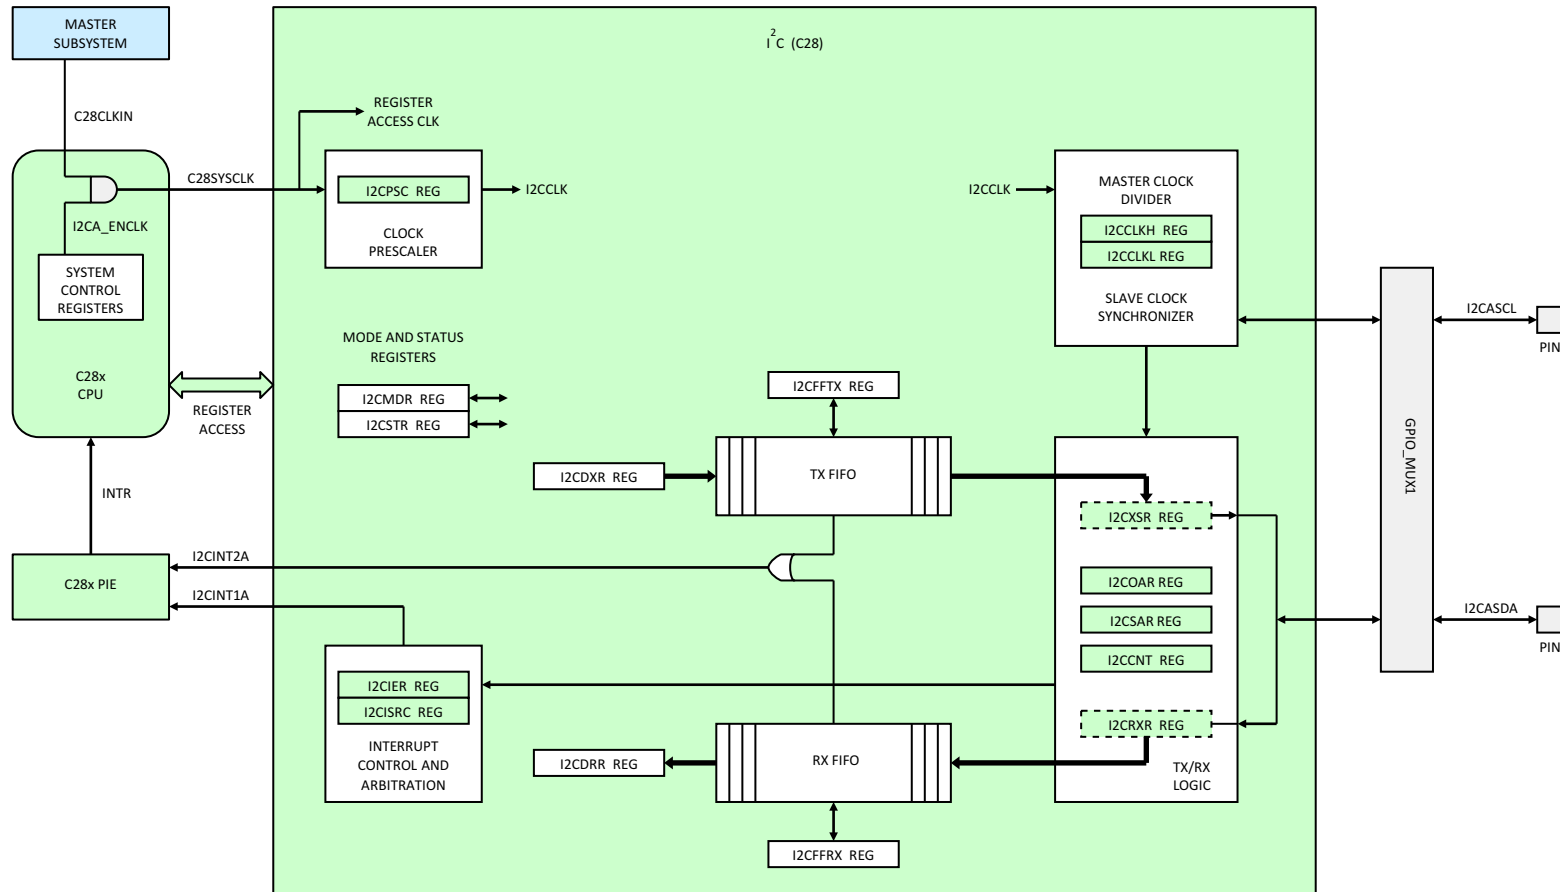 MASTER
SUBSYSTEM
I2C (C28)
C28CLKIN
REGISTER
ACCESS CLK
C28SYSCLK
I2CPSC REG
I2CCLK
CLOCK
PRESCALER
I2CCLK
MASTER CLOCK
DIVIDER
I2CCLKH REG
I2CCLKL REG
SLAVE CLOCK
SYNCHRONIZER
I2CA_ENCLK
SYSTEM
CONTROL
REGISTERS
C28x
CPU
REGISTER
ACCESS
MODE AND STATUS
REGISTERS
I2CMDR REG
I2CSTR REG
I2CFFTX REG
I2CASCL
PIN
GPIO_MUX1
I2CDXR REG
TX FIFO
I2CXSR REG
INTR
I2CINT2A
C28x PIE
I2CINT1A
I2COAR REG
I2CSAR REG
I2CCNT REG
I2CASDA
PIN
I2CIER REG
I2CISRC REG
INTERRUPT
CONTROL AND
ARBITRATION
I2CRXR REG
I2CDRR REG
RX FIFO
TX/RX
LOGIC
I2CFFRX REG